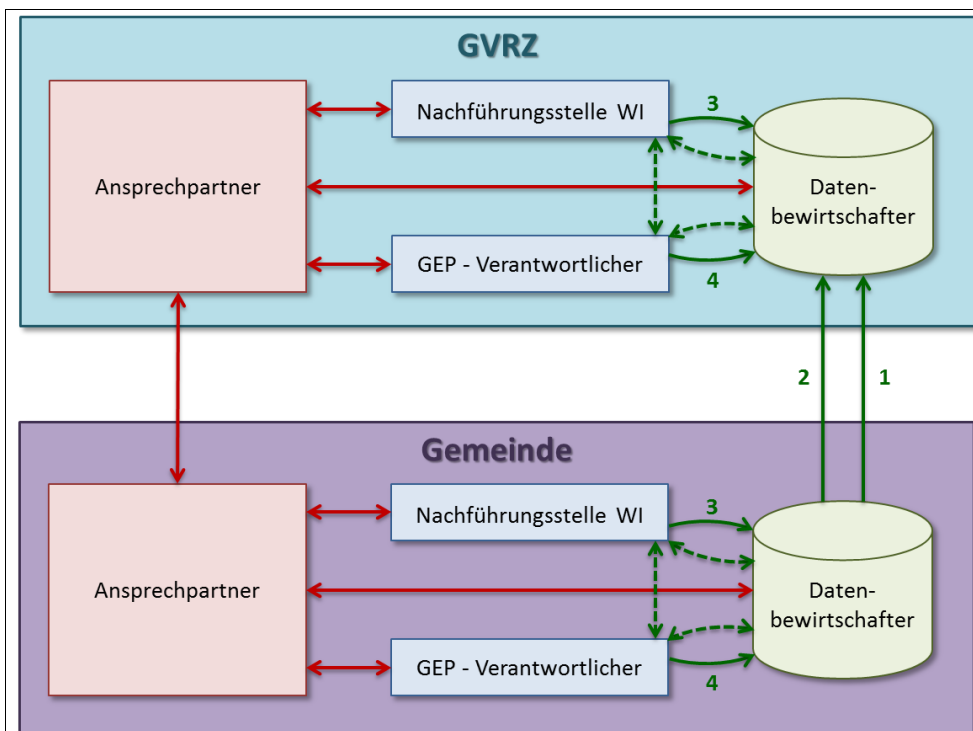 GVRZ
Ansprechpartner
Nachführungsstelle WI
GEP - Verantwortlicher
3
4
Daten-
bewirtschafter
2
1
Gemeinde
Ansprechpartner
Nachführungsstelle WI
GEP - Verantwortlicher
3
4
Daten-
bewirtschafter